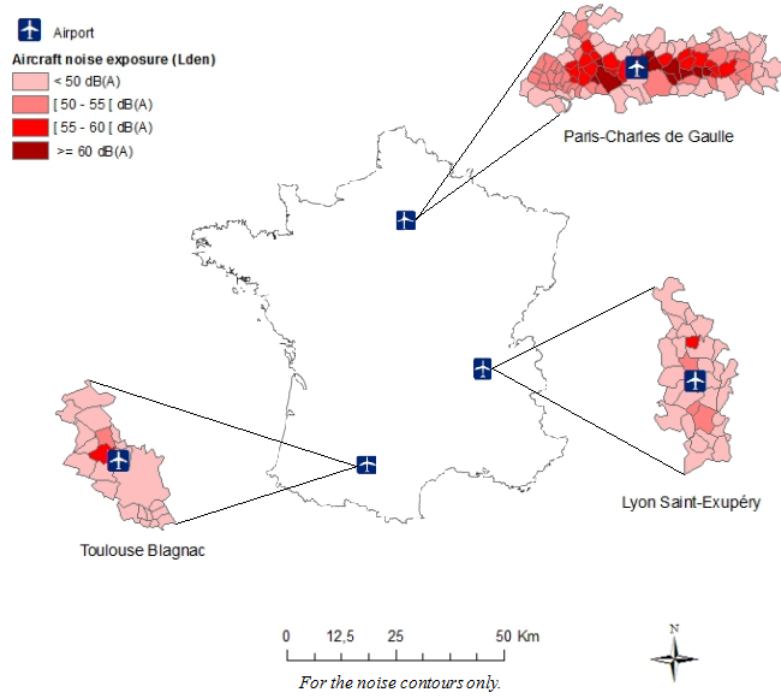 Airport
Aircraft noise exposure (Lden)
< 50 dB(A)
[ 50 - 55 [ dB(A)
[ 55 - 60 [ dB(A)
>= 60 dB(A)
Paris-Charles de Gaulle
Lyon Saint-Exupéry
Toulouse Blagnac
0 12,5 25 50 Km
For the noise contours only.
N